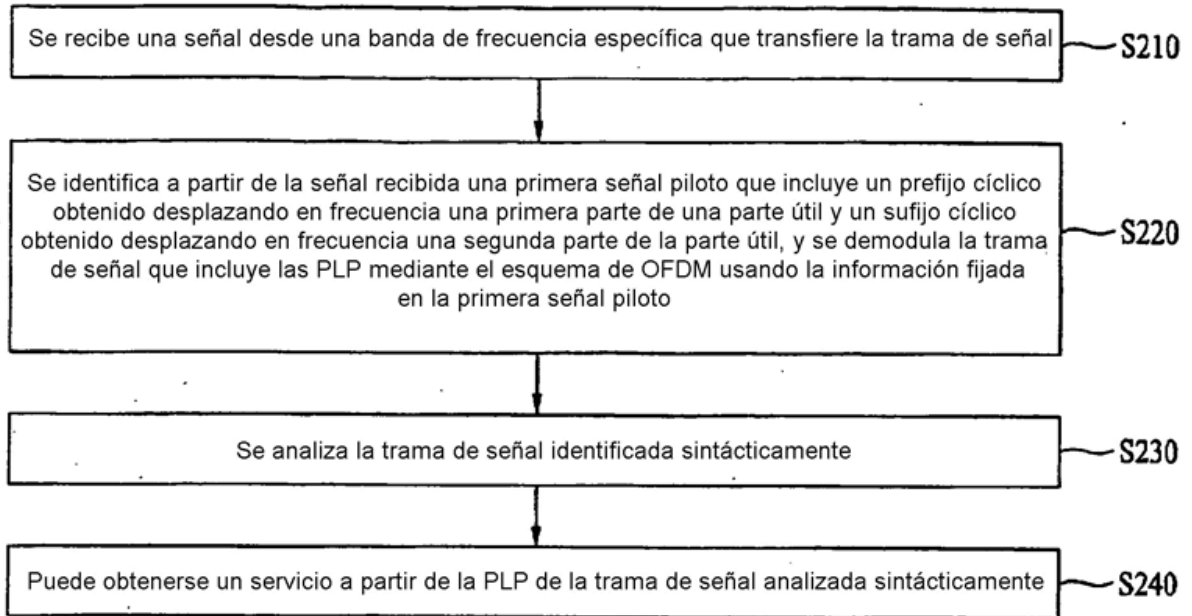 Se recibe una señal desde una banda de frecuencia específica que transfiere la trama de señal
S210
Se identifica a partir de la señal recibida una primera señal piloto que incluye un prefijo cíclico
obtenido desplazando en frecuencia una primera parte de una parte útil y un sufijo cíclico
obtenido desplazando en frecuencia una segunda parte de la parte útil, y se demodula la trama
de señal que incluye las PLP mediante el esquema de OFDM usando la información fijada
en la primera señal piloto
S220
Se analiza la trama de señal identificada sintácticamente
S230
Puede obtenerse un servicio a partir de la PLP de la trama de señal analizada sintácticamente
S240